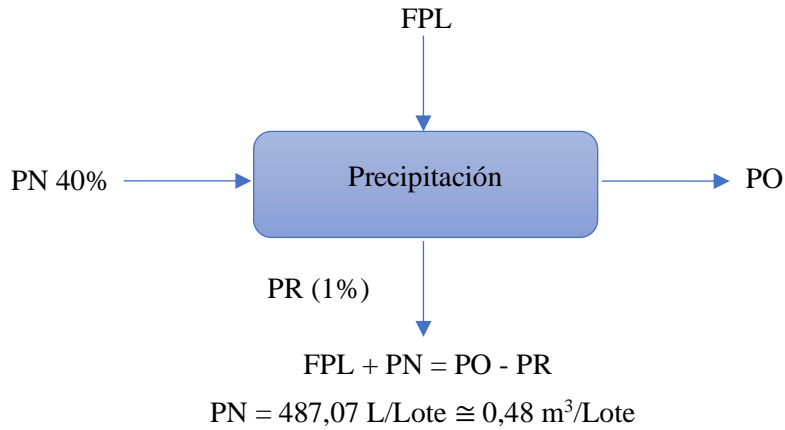 FPL
PN 40%
Precipitación
PO
PR (1%)
FPL + PN = PO - PR
PN = 487,07 L/Lote ≅ 0,48 m³/Lote